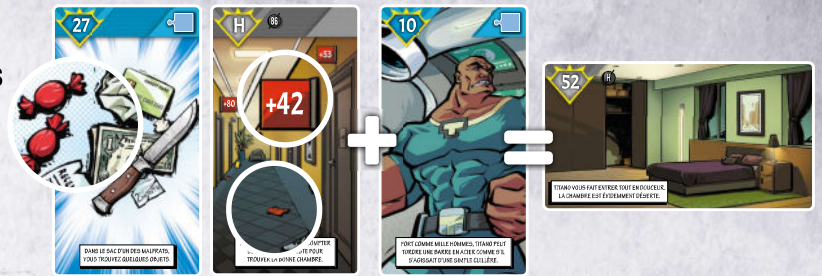 S
27
DANS LE SAC D'UN DES MALFRATS,
VOUS TROUVEZ QUELQUES OBJETS.
H
86
+53
+80
+42
COMPTER
POUR
TROUVER LA BONNE CHAMBRE.
+
10
T
FORT COMME MILLE HOMMES, TITANO PEUT
TORDRE UNE BARRE EN ACIER COMME S'IL
S'AGISSAIT D'UNE SIMPLE CUILLÈRE.
=
52
H
TITANO VOUS FAIT ENTRER TOUT EN DOUCEUR.
LA CHAMBRE EST ÉVIDEMMENT DÉSERTE.